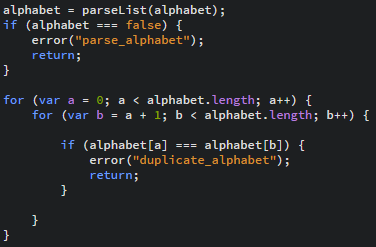 alphabet = parseList(alphabet);
if (alphabet === false) {
    error("parse_alphabet");
    return;
}

for (var a = 0; a < alphabet.length; a++) {
    for (var b = a + 1; b < alphabet.length; b++) {

        if (alphabet[a] === alphabet[b]) {
            error("duplicate_alphabet");
            return;
        }

    }
}